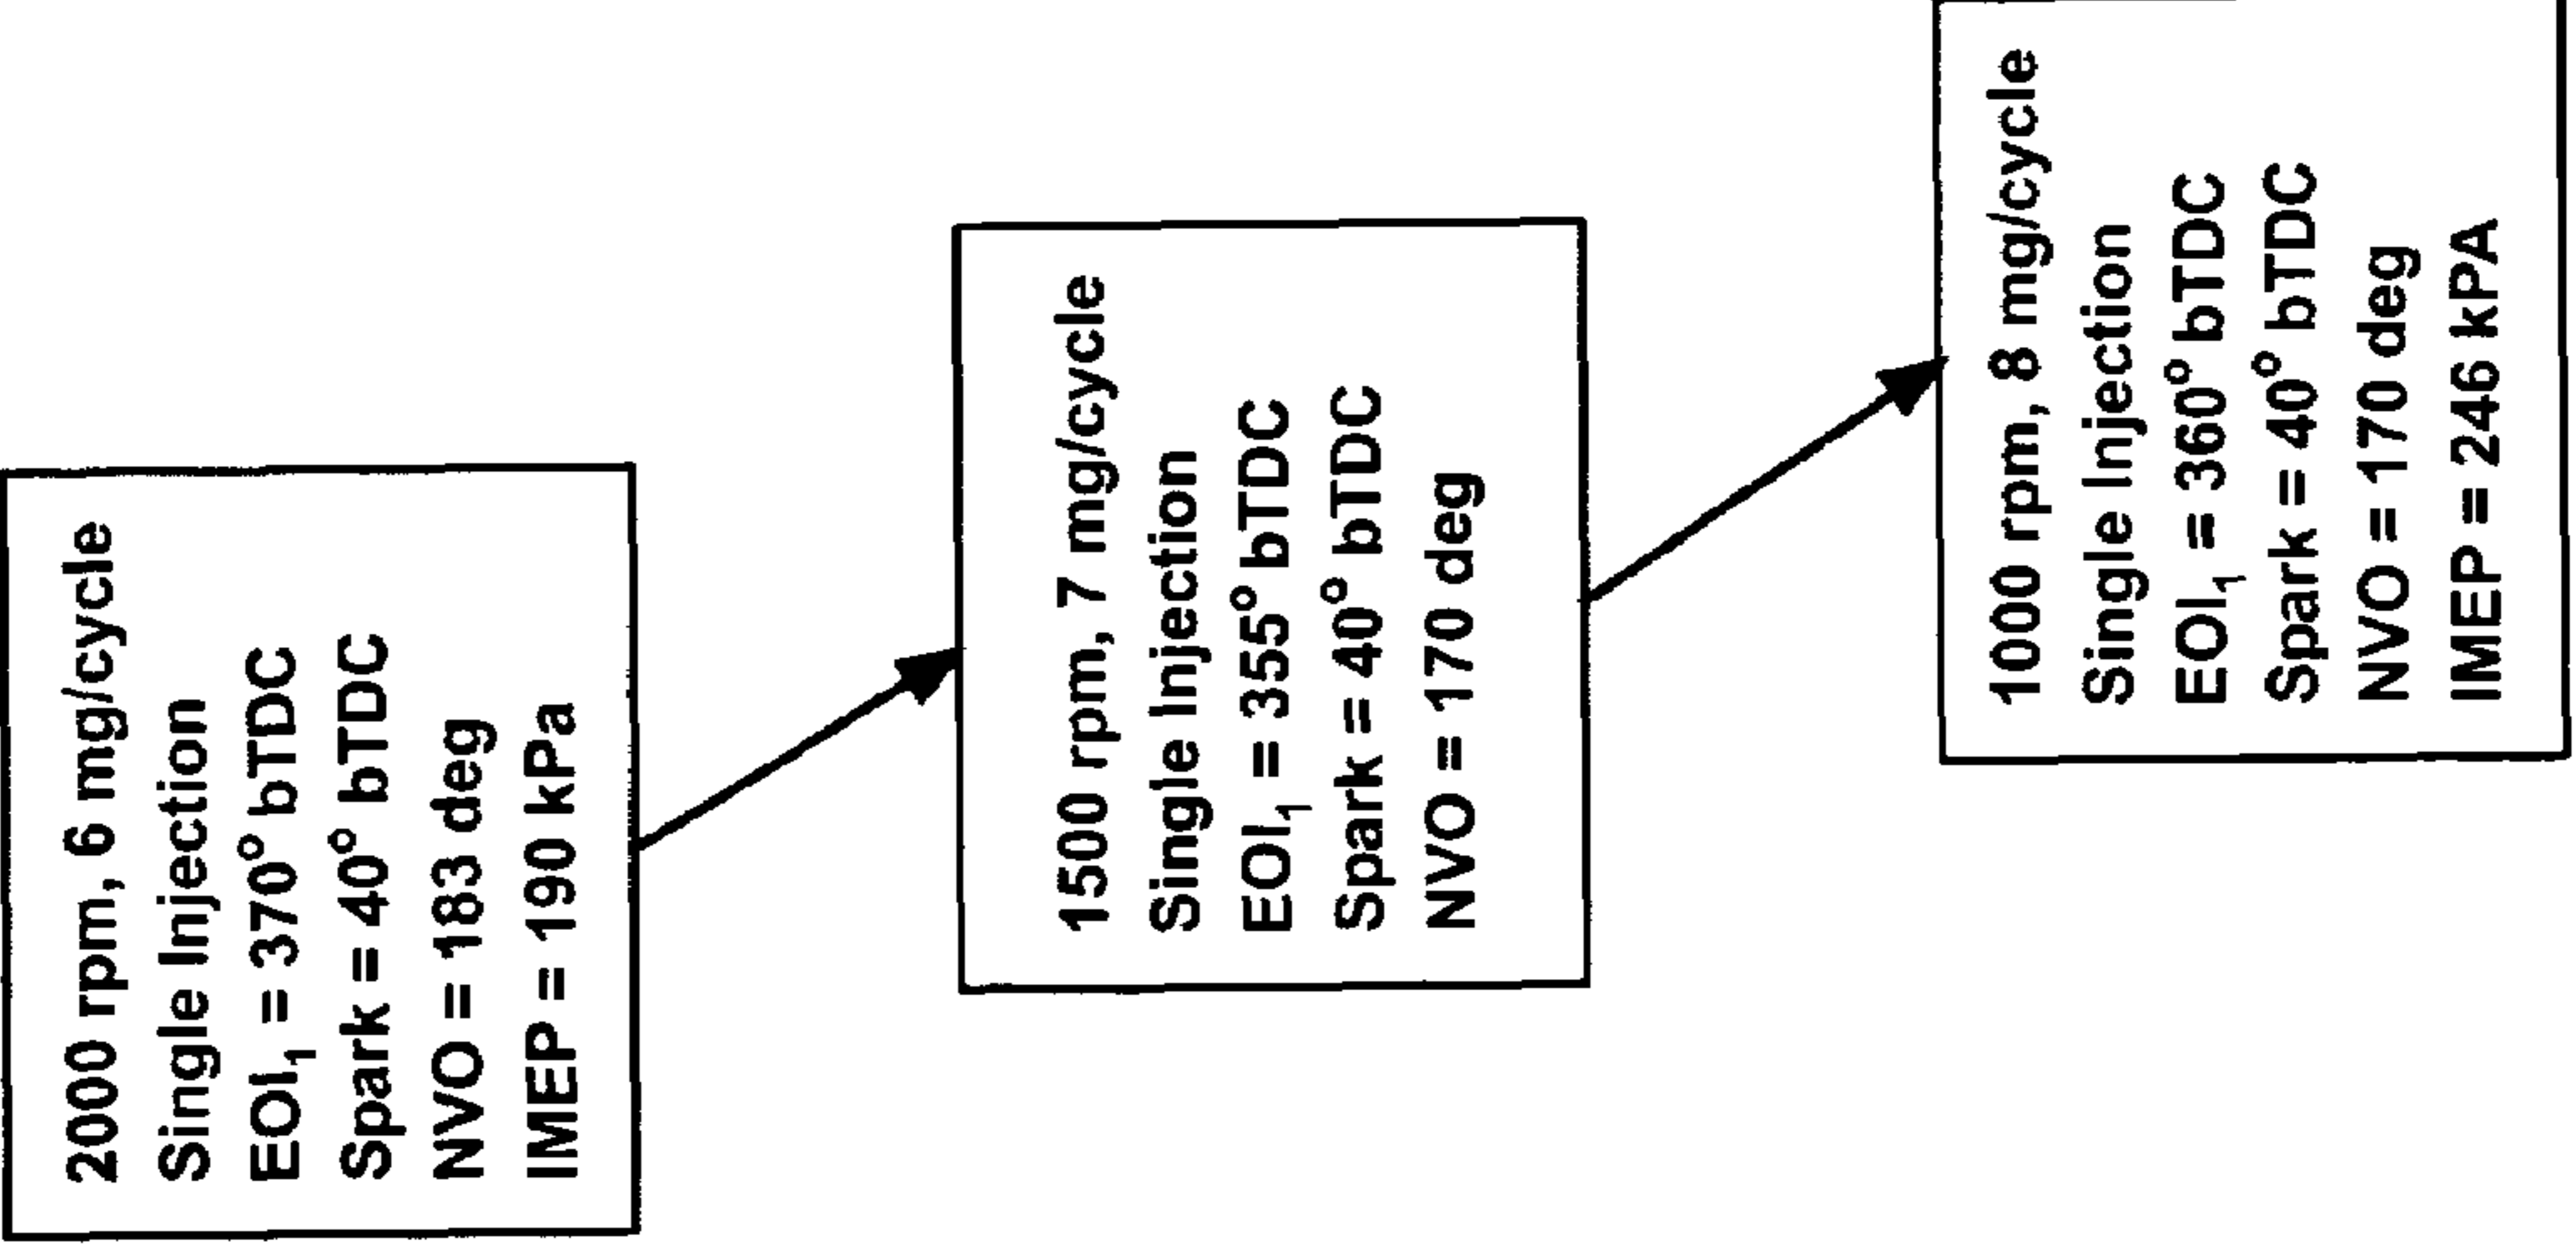 2000 rpm, 6 mg/cycle
Single Injection
EOI₁ = 370° bTDC
Spark = 40° bTDC
NVO = 183 deg
IMEP = 190 kPa
1500 rpm, 7 mg/cycle
Single Injection
EOI₁ = 355° bTDC
Spark = 40° bTDC
NVO = 170 deg
1000 rpm, 8 mg/cycle
Single Injection
EOI₁ = 360° bTDC
Spark = 40° bTDC
NVO = 170 deg
IMEP = 246 kPA